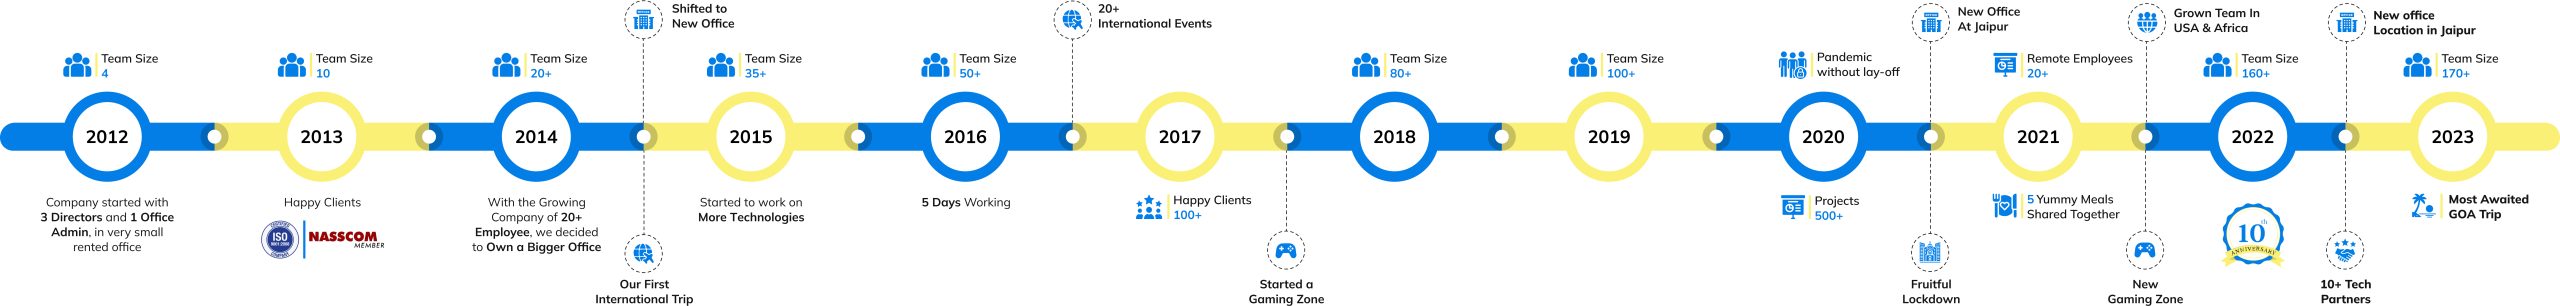 Team Size
4
2012
Company started with
3 Directors and 1 Office
Admin, in very small
rented office
Team Size
10
2013
Happy Clients
ISO
9001:2008
COMPANY
NASSCOM
MEMBER
Team Size
20+
2014
With the Growing
Company of 20+
Employee, we decided
to Own a Bigger Office
Shifted to
New Office
Our First
International Trip
Team Size
35+
2015
Started to work on
More Technologies
Team Size
50+
2016
5 Days Working
20+
International Events
2017
Happy Clients
100+
Started a
Gaming Zone
Team Size
80+
2018
Team Size
100+
2019
Pandemic
without lay-off
2020
Projects
500+
New Office
At Jaipur
Fruitful
Lockdown
Remote Employees
20+
2021
5 Yummy Meals
Shared Together
Grown Team In
USA & Africa
New
Gaming Zone
Team Size
160+
2022
10th
ANNIVERSARY
New office
Location in Jaipur
10+ Tech
Partners
Team Size
170+
2023
Most Awaited
GOA Trip